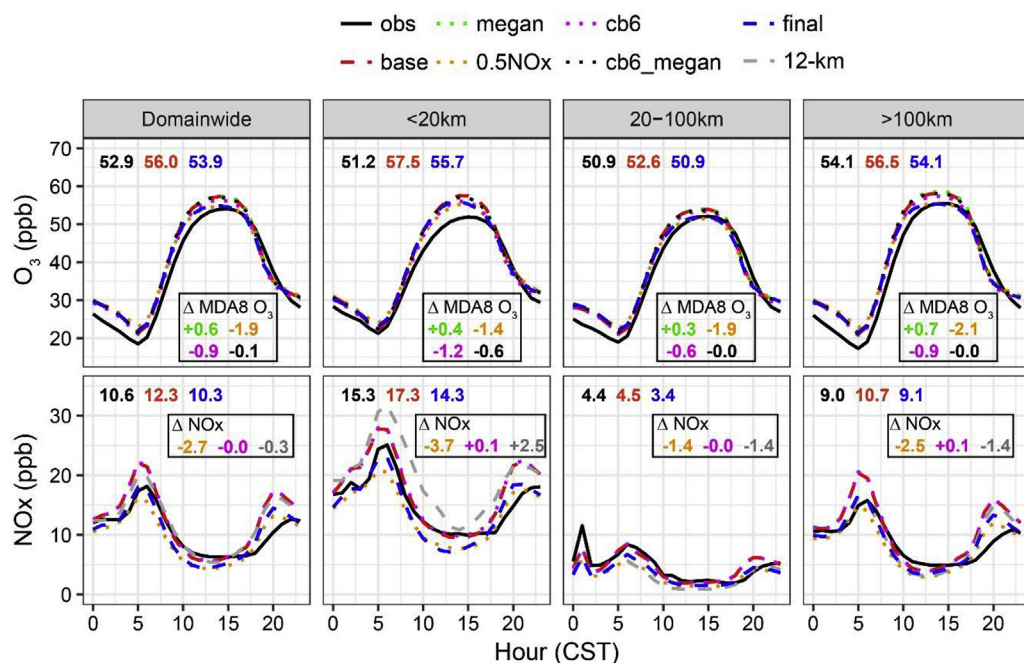 obs megan cb6 final
base 0.5NOx cb6_megan 12-km
Domainwide <20km 20−100km >100km
O3 (ppb)
70
60
50
40
30
20
52.9 56.0 53.9
Δ MDA8 O3
+0.6 -1.9
-0.9 -0.1
51.2 57.5 55.7
Δ MDA8 O3
+0.4 -1.4
-1.2 -0.6
50.9 52.6 50.9
Δ MDA8 O3
+0.3 -1.9
-0.6 0.0
54.1 56.5 54.1
Δ MDA8 O3
+0.7 -2.1
-0.9 -0.0
NOx (ppb)
30
20
10
0
10.6 12.3 10.3
Δ NOx
-2.7 -0.0 -0.3
15.3 17.3 14.3
Δ NOx
-3.7 +0.1 +2.5
4.4 4.5 3.4
Δ NOx
-1.4 -0.0 -1.4
9.0 10.7 9.1
Δ NOx
-2.5 +0.1 -1.4
0 5 10 15 20 0 5 10 15 20 0 5 10 15 20 0 5 10 15 20
Hour (CST)